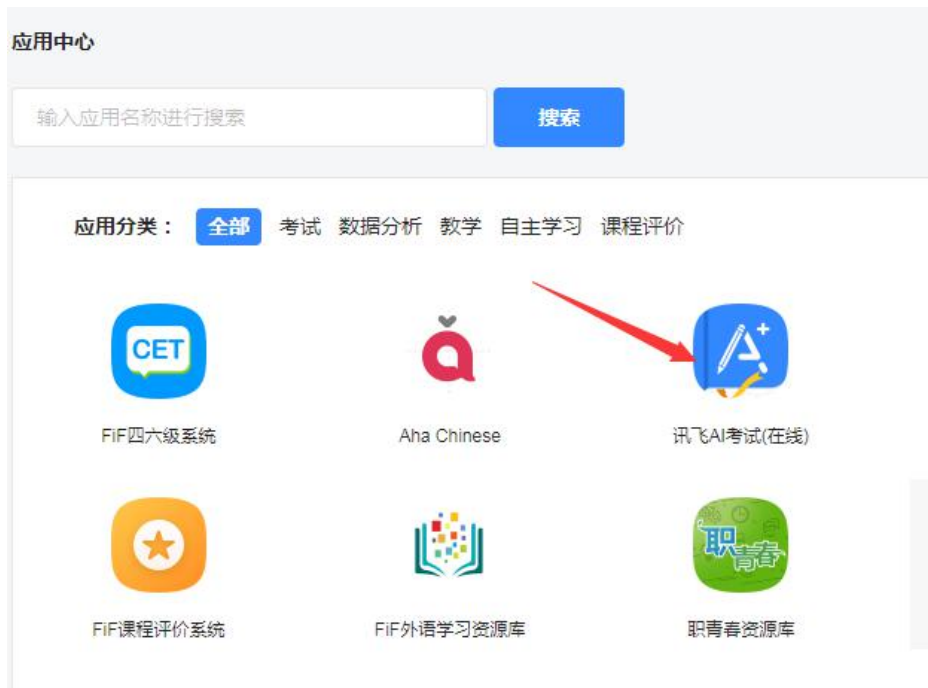 应用中心
输入应用名称进行搜索 搜索
应用分类： 全部 考试 数据分析 教学 自主学习 课程评价
CET
FiF四六级系统 Aha Chinese 讯飞AI考试(在线)
职青春
FiF课程评价系统 FiF外语学习资源库 职青春资源库